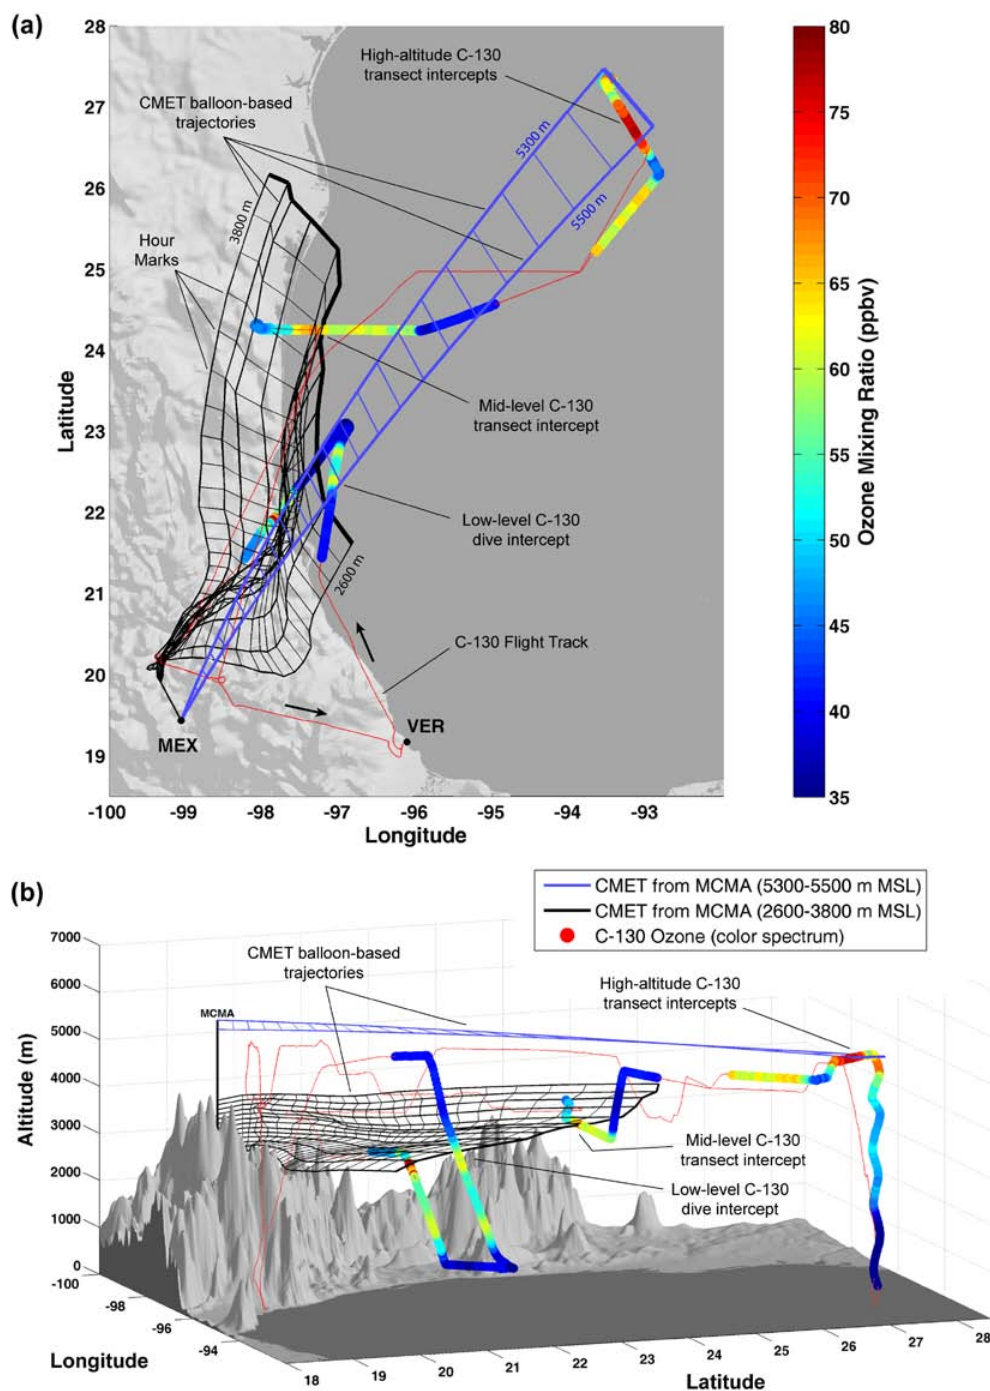 (a)
28
27
26
25
24
23
22
21
20
19
Latitude
-100
-99
-98
-97
-96
-95
-94
-93
Longitude
High-altitude C-130
transect intercepts
CMET balloon-based
trajectories
5300 m
5500 m
3800 m
Hour
Marks
Mid-level C-130
transect intercept
Low-level C-130
dive intercept
2600 m
C-130 Flight Track
MEX
VER
80
75
70
65
60
55
50
45
40
35
Ozone Mixing Ratio (ppbv)
(b)
CMET from MCMA (5300-5500 m MSL)
CMET from MCMA (2600-3800 m MSL)
C-130 Ozone (color spectrum)
7000
6000
5000
4000
3000
2000
1000
0
Altitude (m)
CMET balloon-based
trajectories
High-altitude C-130
transect intercepts
MCMA
Mid-level C-130
transect intercept
Low-level C-130
dive intercept
-100
-98
-96
-94
Longitude
18
19
20
21
22
23
24
25
26
27
28
Latitude